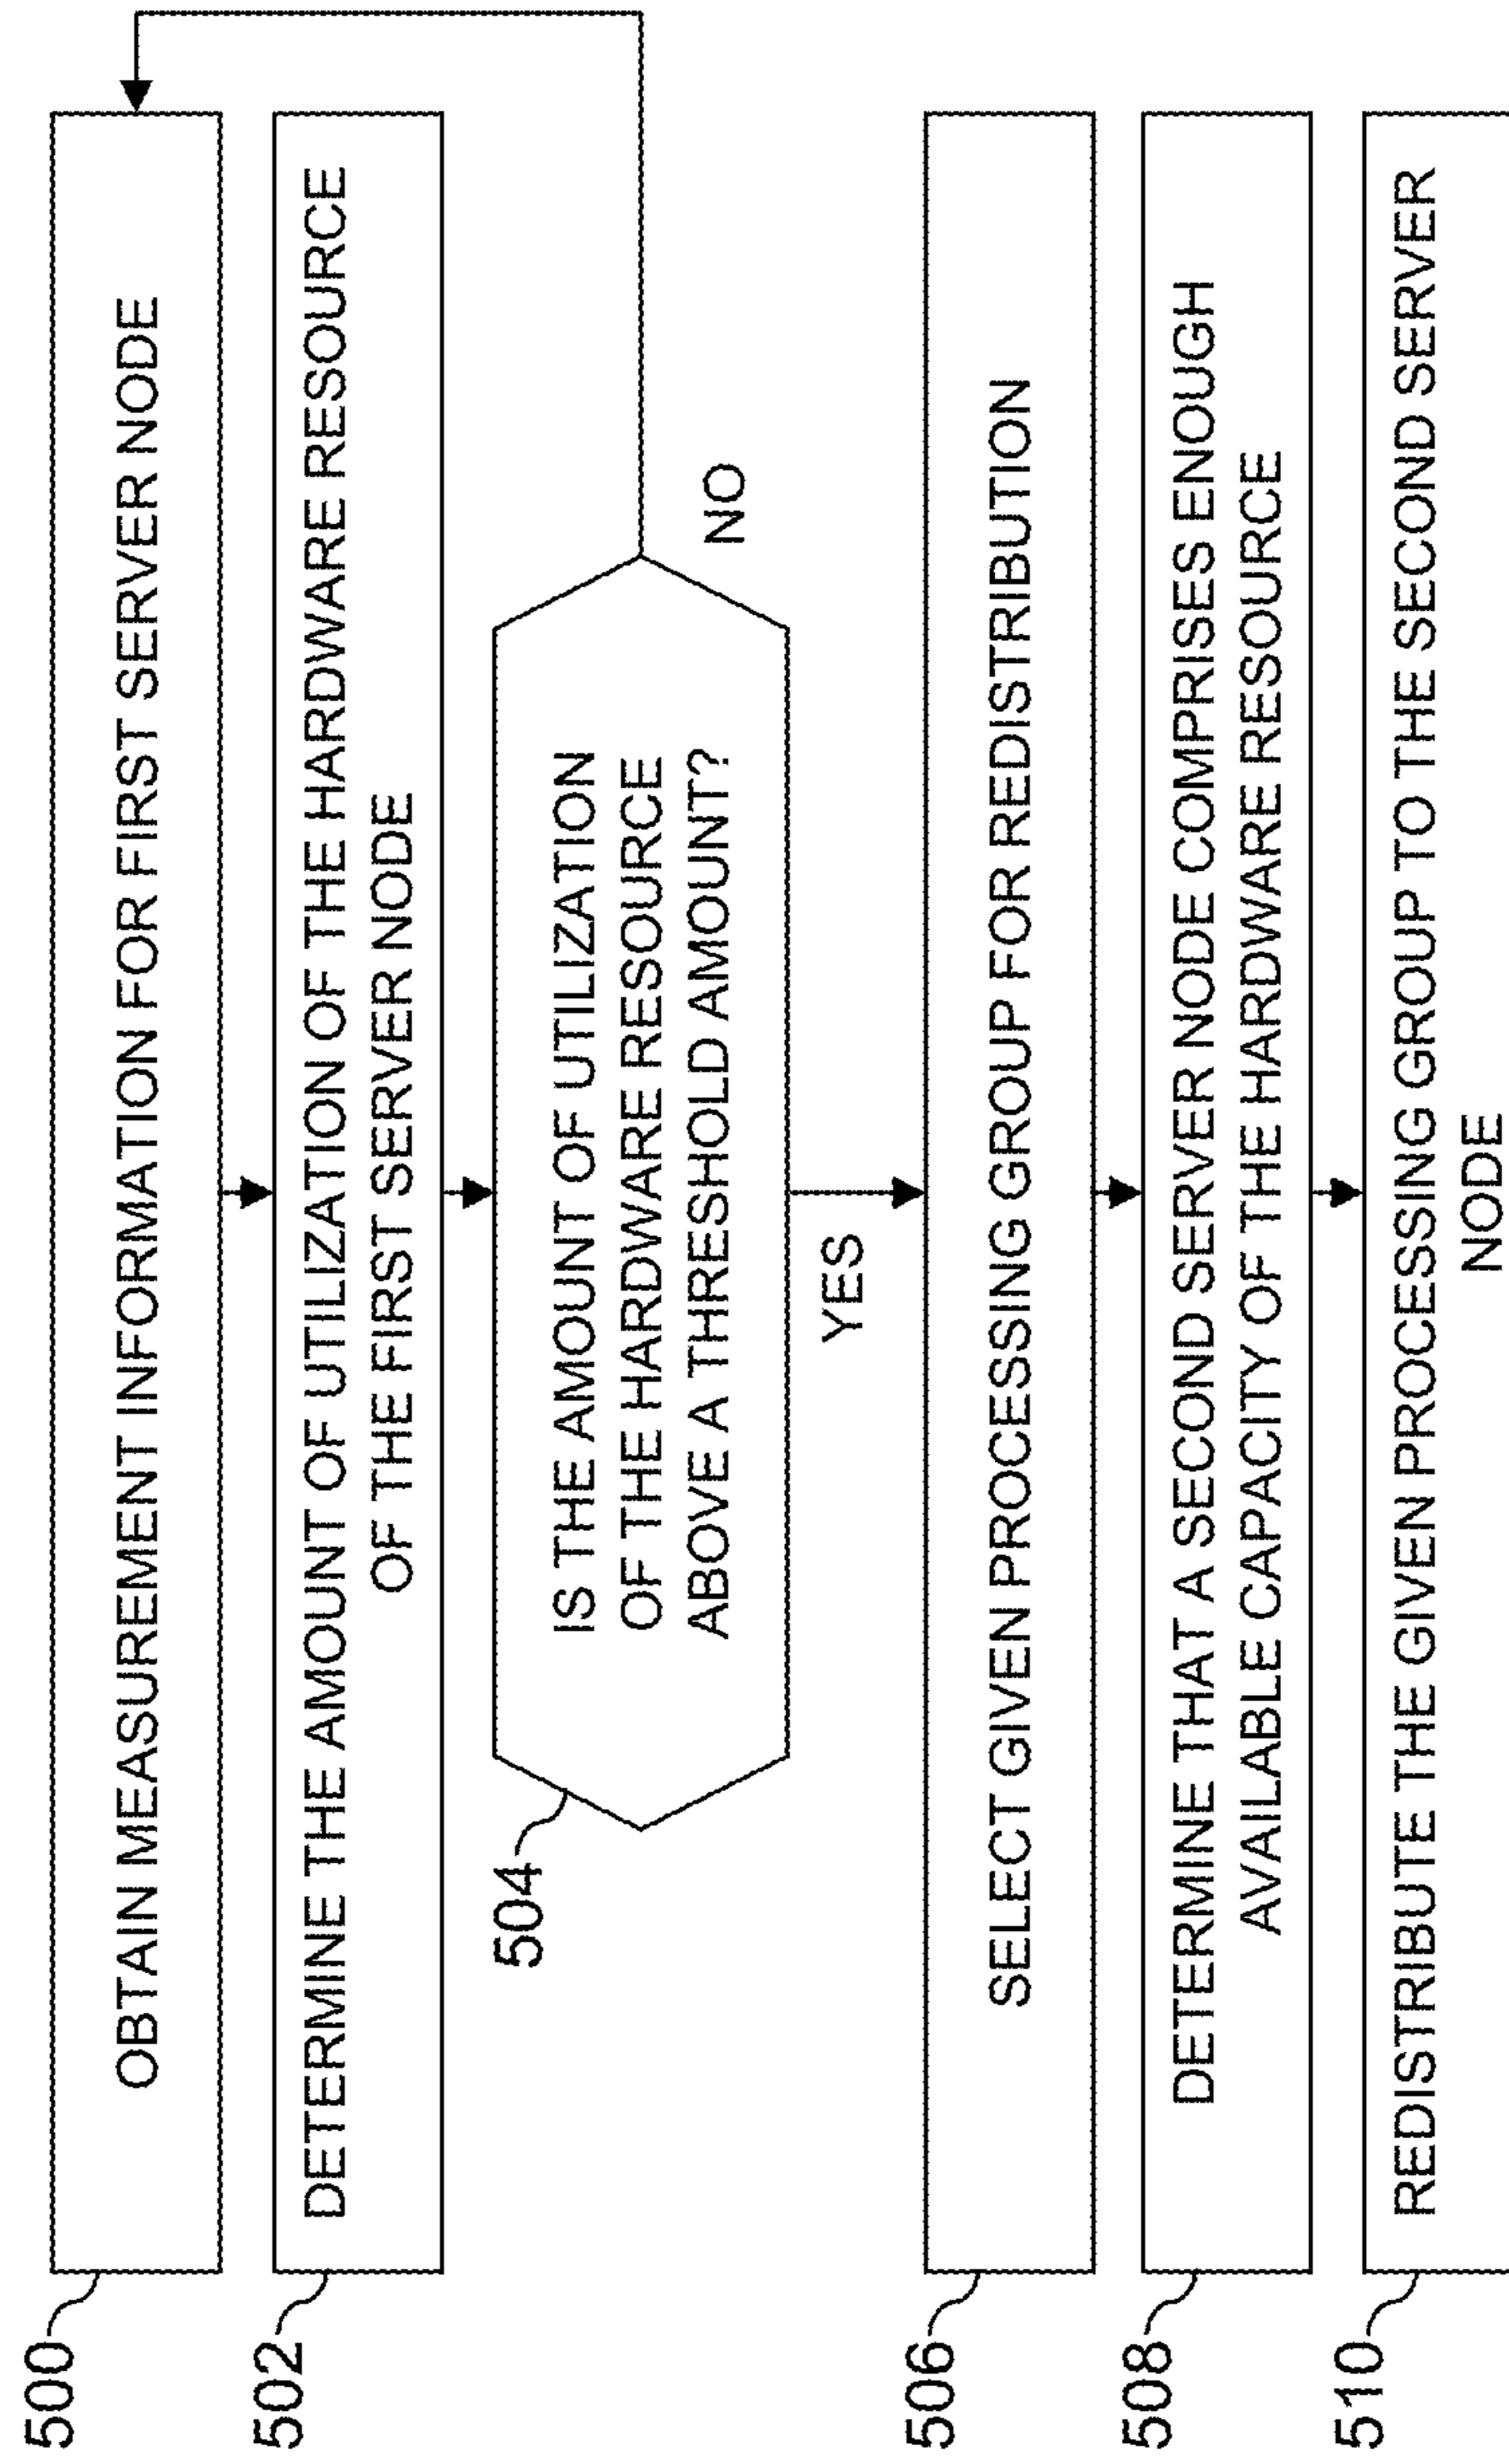 500
OBTAIN MEASUREMENT INFORMATION FOR FIRST SERVER NODE
502
DETERMINE THE AMOUNT OF UTILIZATION OF THE HARDWARE RESOURCE
OF THE FIRST SERVER NODE
504
IS THE AMOUNT OF UTILIZATION
OF THE HARDWARE RESOURCE
ABOVE A THRESHOLD AMOUNT?
NO
YES
506
SELECT GIVEN PROCESSING GROUP FOR REDISTRIBUTION
508
DETERMINE THAT A SECOND SERVER NODE COMPRISES ENOUGH
AVAILABLE CAPACITY OF THE HARDWARE RESOURCE
510
REDISTRIBUTE THE GIVEN PROCESSING GROUP TO THE SECOND SERVER
NODE